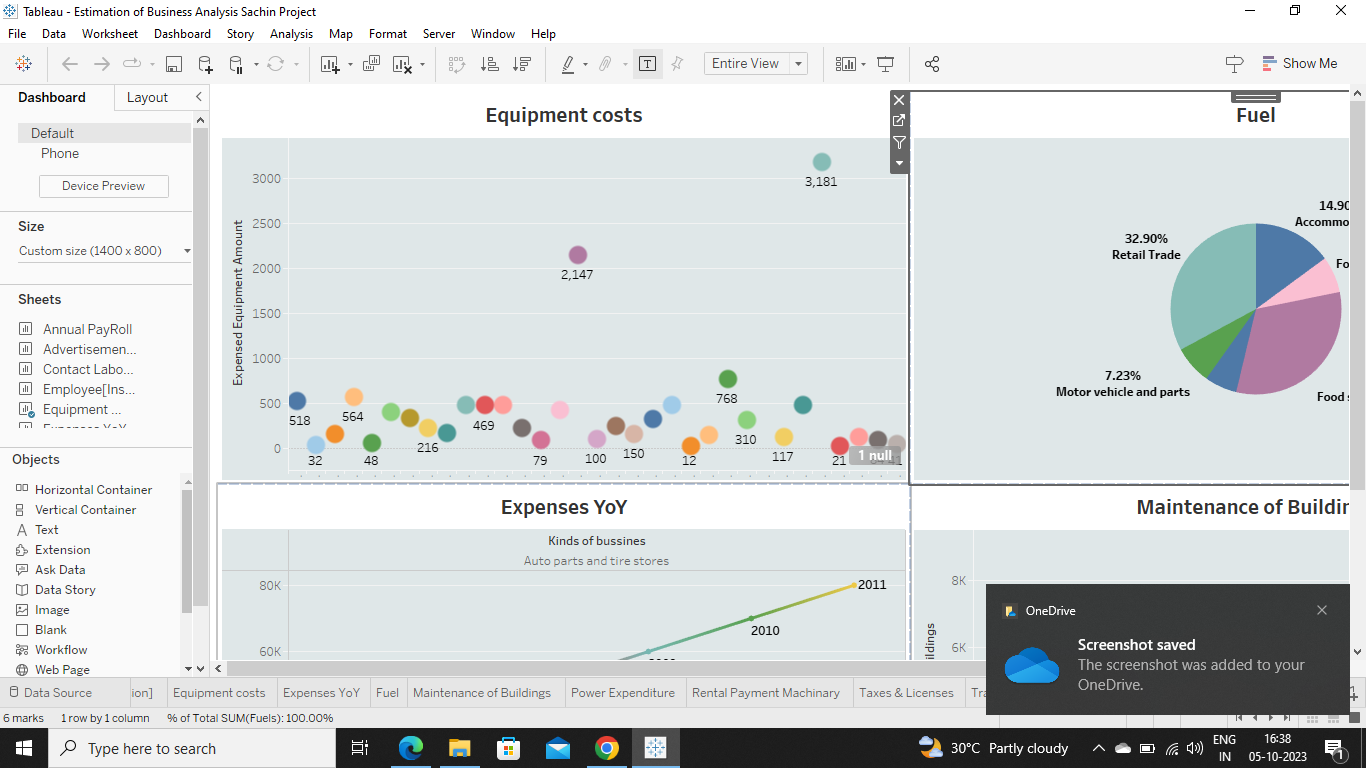 Tableau - Estimation of Business Analysis Sachin Project
File Data Worksheet Dashboard Story Analysis Map Format Server Window Help
Entire View
Show Me
Dashboard Layout
Default
Phone
Device Preview
Size
Custom size (1400 x 800)
Sheets
Annual PayRoll
Advertisemen...
Contact Labo...
Employee[Ins...
Equipment ...
Expenses YoY
Objects
Horizontal Container
Vertical Container
Text
Extension
Ask Data
Data Story
Image
Blank
Workflow
Web Page
Equipment costs
Expensed Equipment Amount
3000
2500
2000
1500
1000
500
0
3,181
2,147
768
518
564
469
310
32
48
216
79
100
150
12
117
21
1 null
Fuel
14.90
Accommo
32.90%
Retail Trade
Fo
7.23%
Motor vehicle and parts
Food s
Expenses YoY
Kinds of bussines
Auto parts and tire stores
80K
60K
2011
2010
Maintenance of Buildin
8K
6K
ildings
OneDrive
Screenshot saved
The screenshot was added to your
OneDrive.
Data Source ion] Equipment costs Expenses YoY Fuel Maintenance of Buildings Power Expenditure Rental Payment Machinary Taxes & Licenses Tra
6 marks 1 row by 1 column % of Total SUM(Fuels): 100.00%
Type here to search
30°C Partly cloudy
ENG
IN
16:38
05-10-2023
1